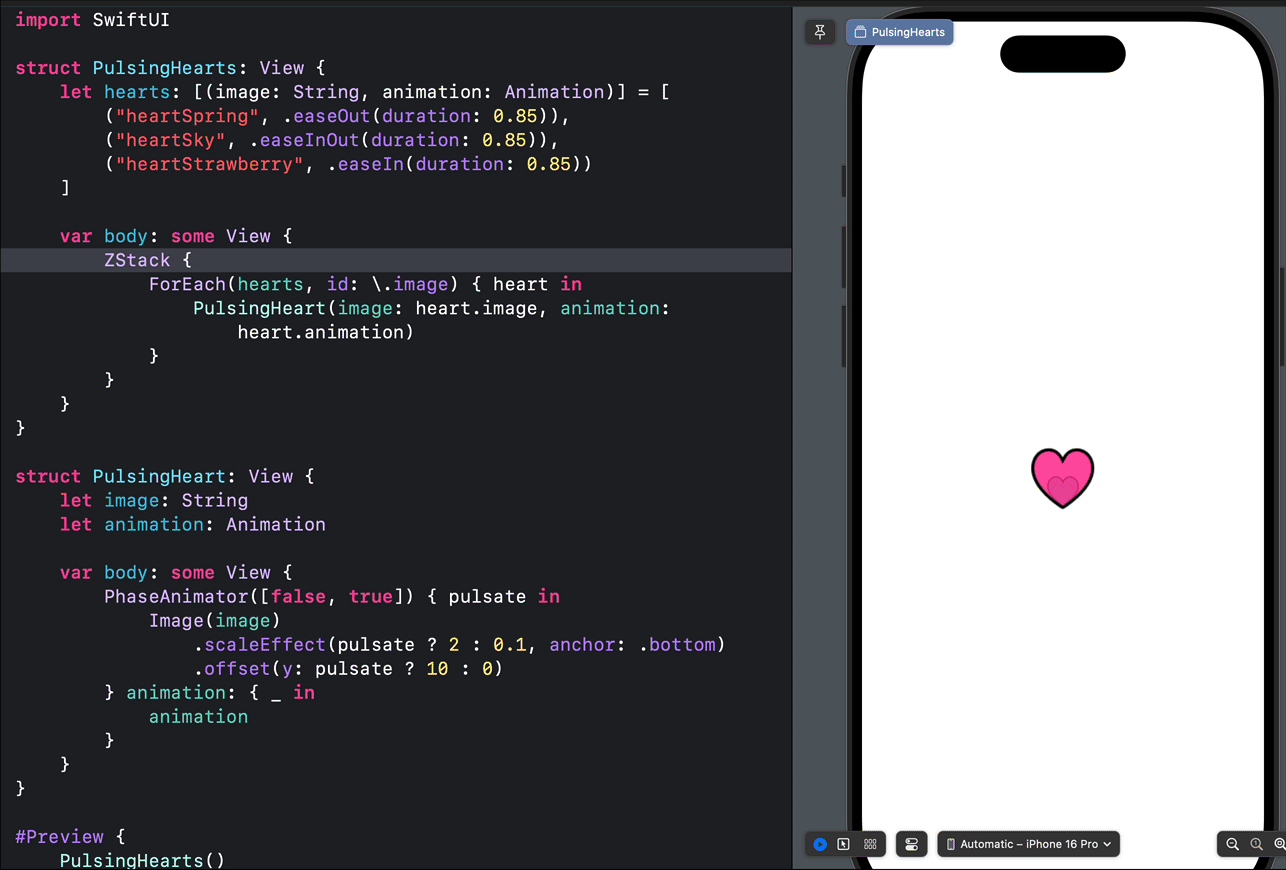 import SwiftUI
struct PulsingHearts: View {
    let hearts: [(image: String, animation: Animation)] = [
        ("heartSpring", .easeOut(duration: 0.85)),
        ("heartSky", .easeInOut(duration: 0.85)),
        ("heartStrawberry", .easeIn(duration: 0.85))
    ]
    var body: some View {
        ZStack {
            ForEach(hearts, id: \.image) { heart in
                PulsingHeart(image: heart.image, animation:
                    heart.animation)
            }
        }
    }
}
struct PulsingHeart: View {
    let image: String
    let animation: Animation
    var body: some View {
        PhaseAnimator([false, true]) { pulsate in
            Image(image)
                .scaleEffect(pulsate ? 2 : 0.1, anchor: .bottom)
                .offset(y: pulsate ? 10 : 0)
        } animation: { _ in
            animation
        }
    }
}
#Preview {
    PulsingHearts()
PulsingHearts
Automatic – iPhone 16 Pro